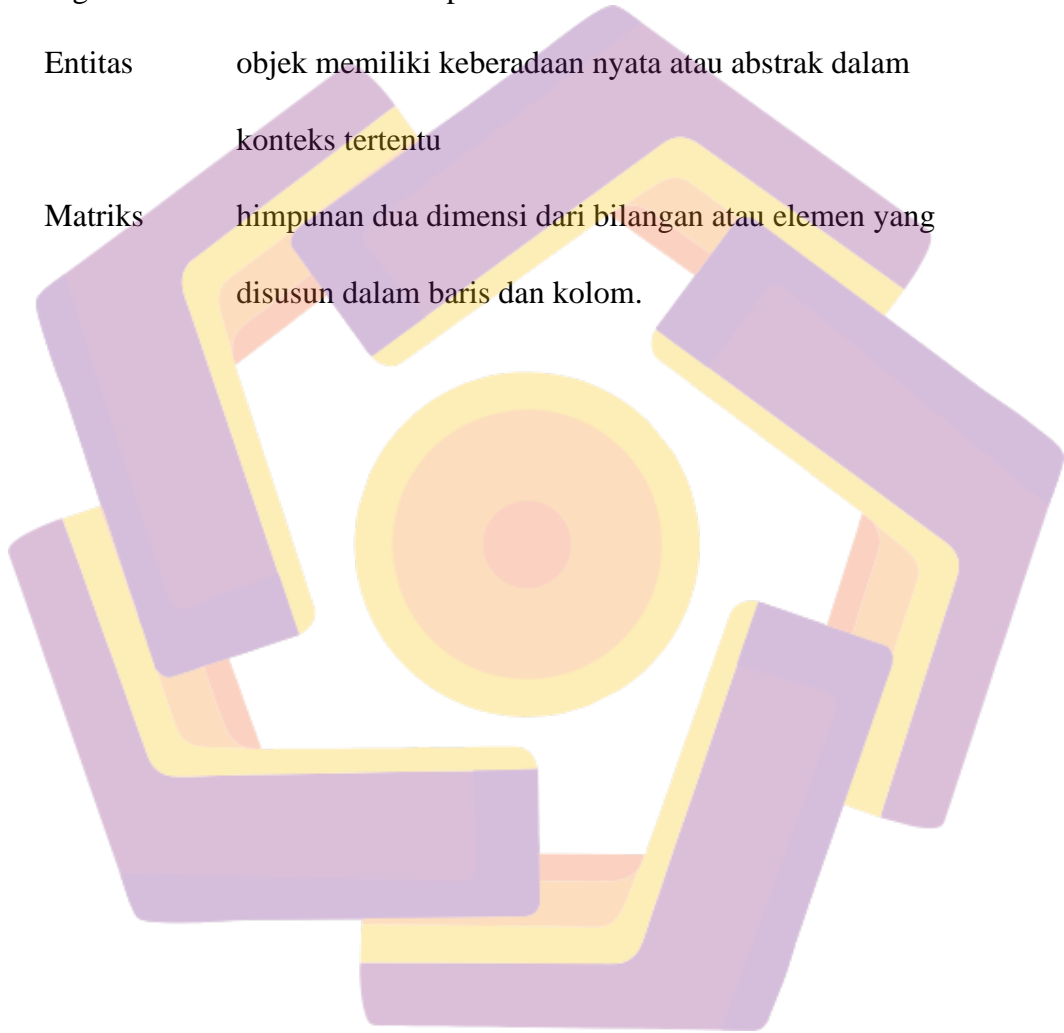 Entitas objek memiliki keberadaan nyata atau abstrak dalam
konteks tertentu
Matriks himpunan dua dimensi dari bilangan atau elemen yang
disusun dalam baris dan kolom.